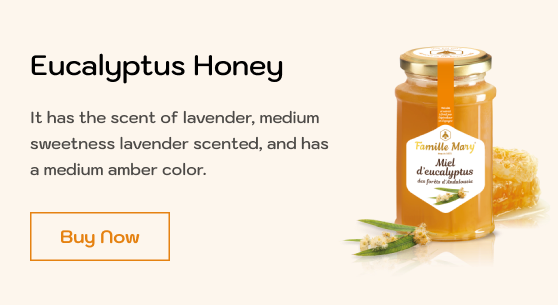 Eucalyptus Honey
It has the scent of lavender, medium
sweetness lavender scented, and has
a medium amber color.
Buy Now
Famille Mary
Miel
d'eucalyptus
des forêts d'Andalousie